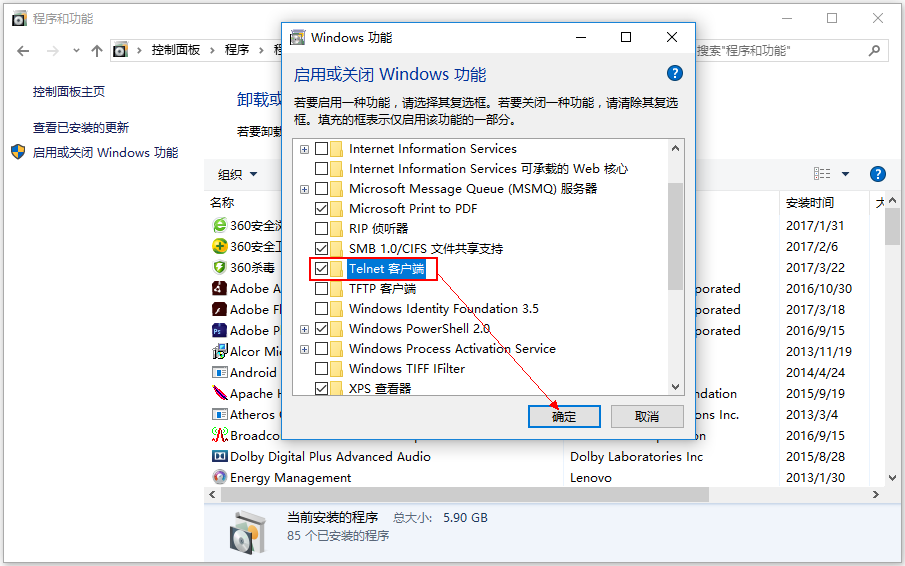 程序和功能
控制面板 程序 程
搜索"程序和功能"
控制面板主页
查看已安装的更新
启用或关闭 Windows 功能
卸载或
若要卸载
组织
名称
安装时间
大
360安全浏
2017/1/31
360安全卫
2017/2/6
360杀毒
2017/3/22
Adobe A
orporated
2016/10/30
Adobe Fl
orporated
2017/3/18
Adobe P
orporated
2016/9/15
Alcor Mic
2013/11/19
Android
2014/4/24
Apache H
ndation
2015/9/19
Atheros C
ons Inc.
2013/3/4
Broadco
on
2016/9/15
Dolby Digital Plus Advanced Audio
Dolby Laboratories Inc
2015/8/28
Energy Management
Lenovo
2013/1/30
当前安装的程序 总大小: 5.90 GB
85 个已安装的程序
Windows 功能
启用或关闭 Windows 功能
若要启用一种功能，请选择其复选框。若要关闭一种功能，请清除其复选
框。填充的框表示仅启用该功能的一部分。
Internet Information Services
Internet Information Services 可承载的 Web 核心
Microsoft Message Queue (MSMQ) 服务器
Microsoft Print to PDF
RIP 侦听器
SMB 1.0/CIFS 文件共享支持
Telnet 客户端
TFTP 客户端
Windows Identity Foundation 3.5
Windows PowerShell 2.0
Windows Process Activation Service
Windows TIFF IFilter
XPS 查看器
确定
取消